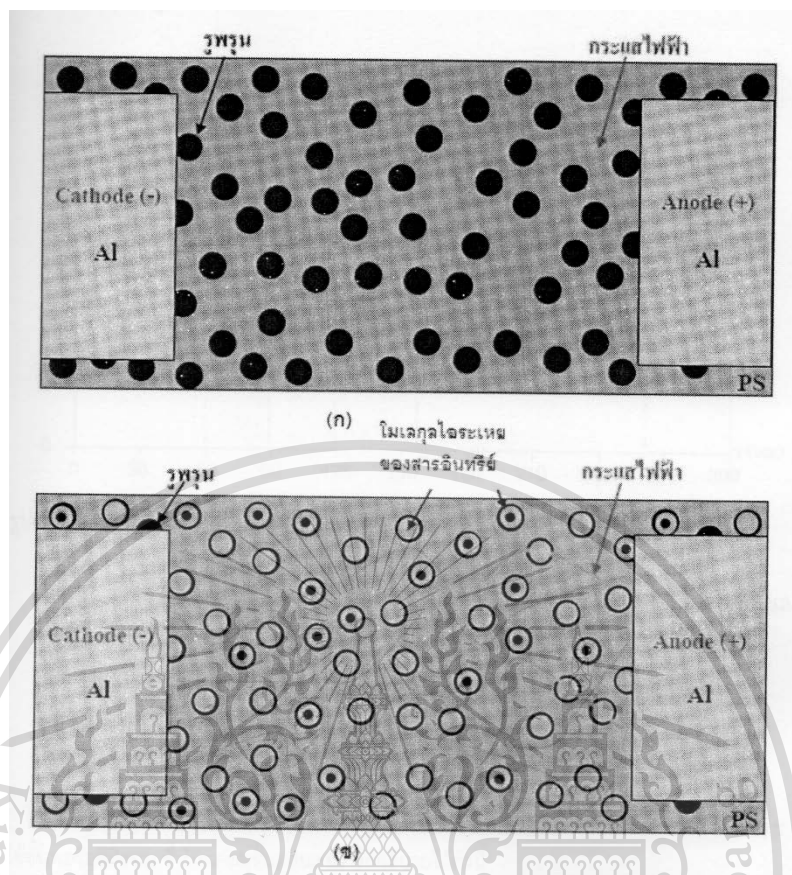 รูพรุน
กระแสไฟฟ้า
Cathode (-)
Al
Anode (+)
Al
PS
(ก)
โมเลกุลไอระเหย
ของสารอินทรีย์
รูพรุน
กระแสไฟฟ้า
Cathode (-)
Al
Anode (+)
Al
PS
(ข)